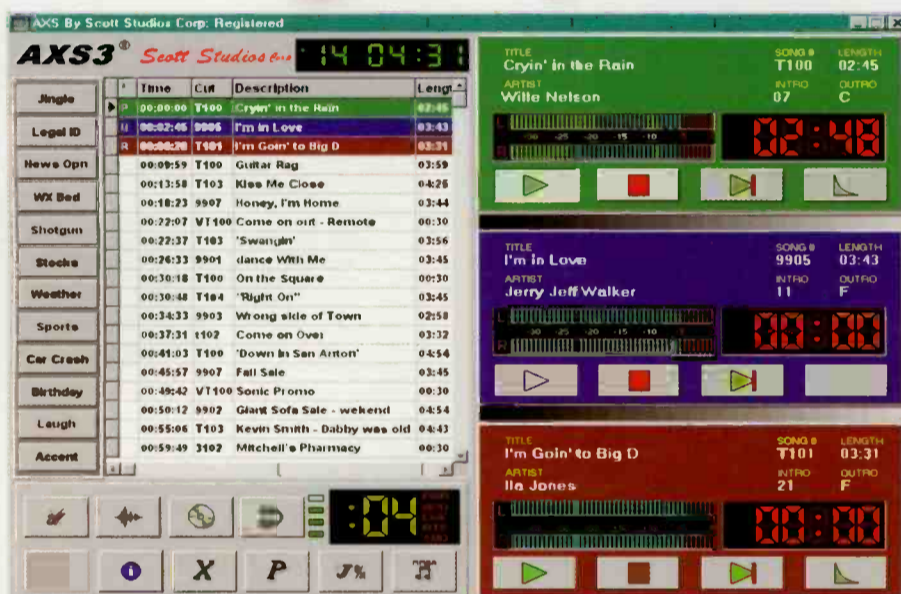 AXS By Scott Studios Corp: Registered
AXS3® Scott Studios
14 04:31
Jingle
Legal ID
News Opn
WX Bed
Shotgun
Stocks
Weather
Sports
Car Crash
Birthday
Laugh
Accent
Time Cut Description
P 00:00:00 T100 Cryin' in the Rain 02:45
U 00:02:45 9905 I'm in Love 03:43
R T101 I'm Goin' to Big D 03:31
00:09:59 T100 Guitar Rag 03:59
00:13:58 T103 Kiss Me Close 04:25
00:18:23 9907 Honey, I'm Home 03:44
00:22:07 VT100 Come on out - Remote 00:30
00:22:37 T103 'Swangin' 03:56
00:26:33 9901 dance With Me 03:45
00:30:18 T100 On the Square 00:30
00:30:48 T104 "Right On" 03:45
00:34:33 9903 Wrong side of Town 02:58
00:37:31 t102 Come on Over 03:32
00:41:03 T100 'Down in San Anton' 04:54
00:45:57 9907 Fall Sale 03:45
00:49:42 VT100 Sonic Promo 00:30
00:50:12 9902 Giant Sofa Sale - wekend 04:54
00:55:06 T103 Kevin Smith - Dabby was old 04:43
00:59:49 3102 Mitchell's Pharmacy 00:30
:04
X P J%
TITLE SONG # LENGTH
Cryin' in the Rain T100 02:45
ARTIST INTRO OUTRO
Wille Nelson 07 C
L
-30 -25 -20 -15 -10
R
02:48
TITLE SONG # LENGTH
I'm in Love 9905 03:43
ARTIST INTRO OUTRO
Jerry Jeff Walker 11 F
L
-30 -25 -20 -15 -10
R
00:00
TITLE SONG # LENGTH
I'm Goin' to Big D T101 03:31
ARTIST INTRO OUTRO
Ila Jones 21 F
00:00